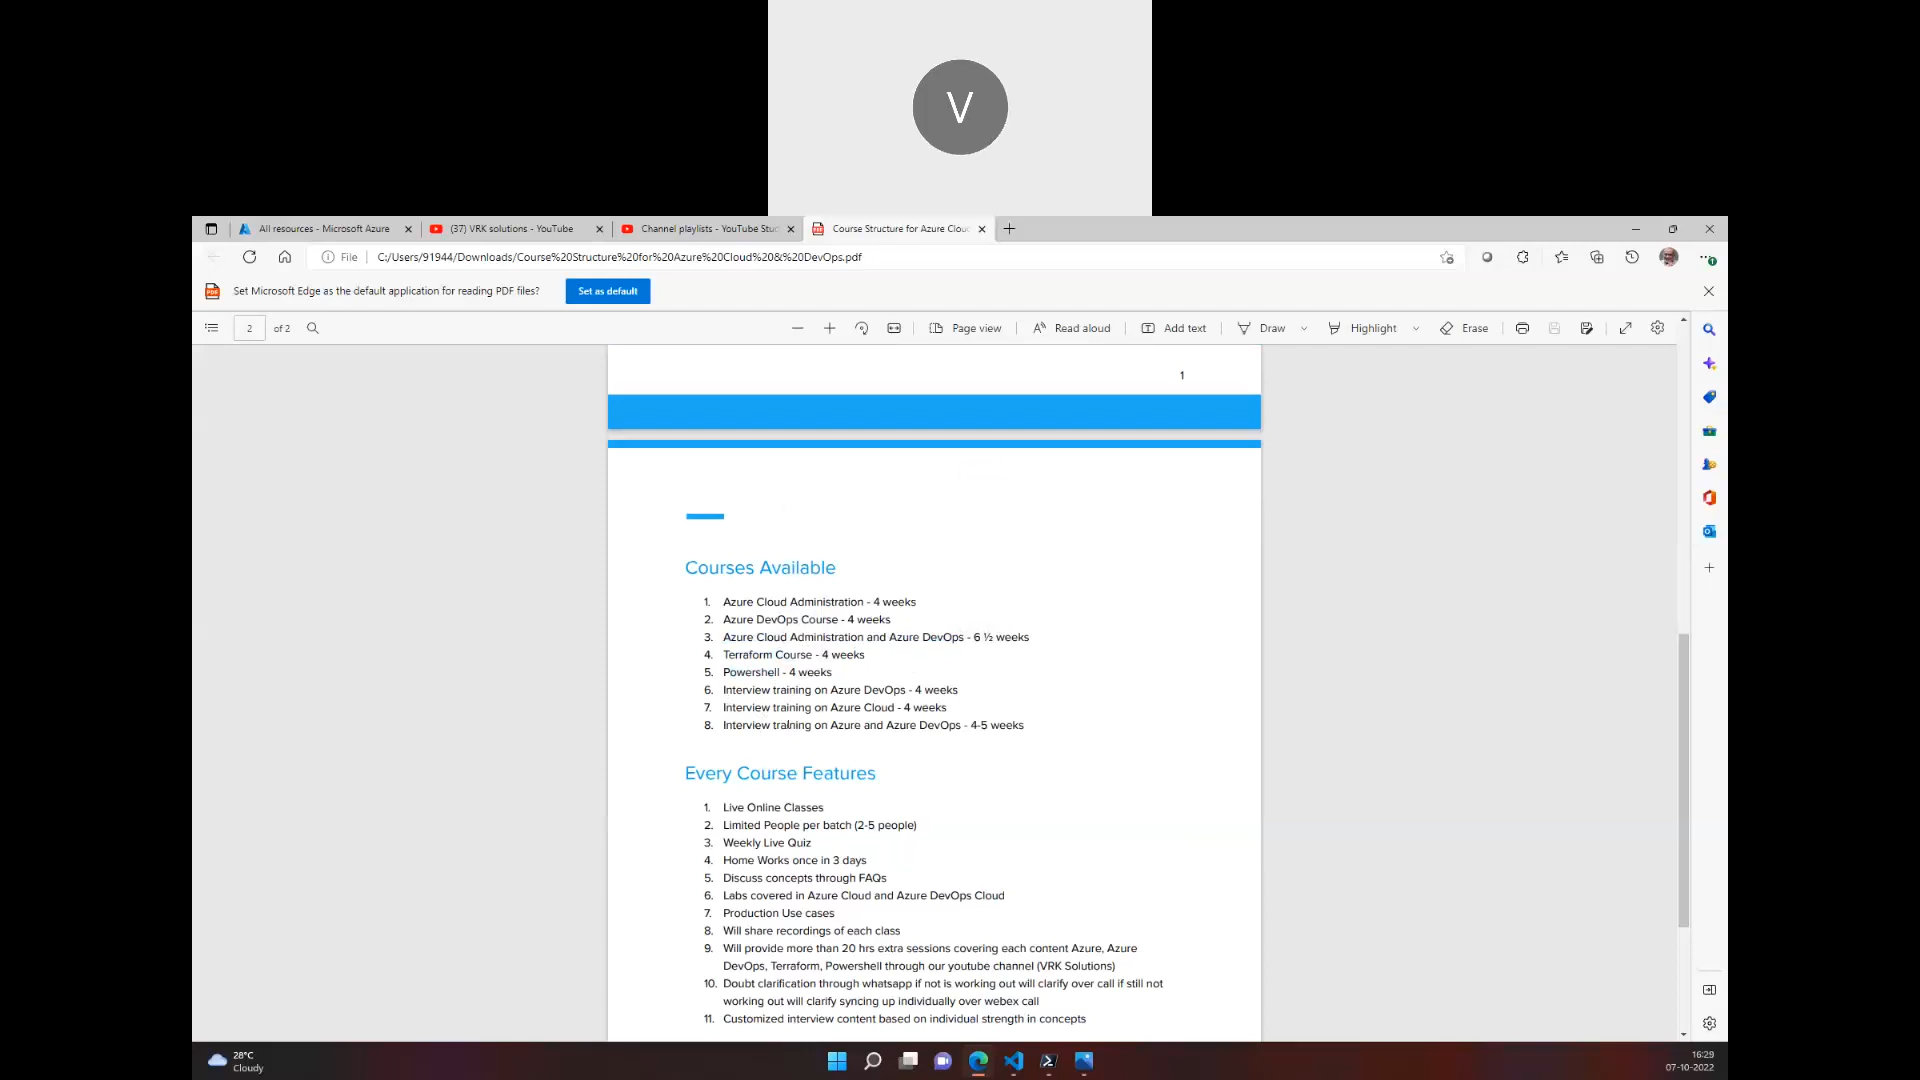 V
All resources - Microsoft Azure
(37) VRK solutions - YouTube
Channel playlists - YouTube Stud
Course Structure for Azure Clou
File
C:/Users/91944/Downloads/Course%20Structure%20for%20Azure%20Cloud%20&%20DevOps.pdf
Set Microsoft Edge as the default application for reading PDF files?
Set as default
2 of 2
Page view
Read aloud
Add text
Draw
Highlight
Erase
1
Courses Available
1. Azure Cloud Administration - 4 weeks
2. Azure DevOps Course - 4 weeks
3. Azure Cloud Administration and Azure DevOps - 6 ½ weeks
4. Terraform Course - 4 weeks
5. Powershell - 4 weeks
6. Interview training on Azure DevOps - 4 weeks
7. Interview training on Azure Cloud - 4 weeks
8. Interview training on Azure and Azure DevOps - 4-5 weeks
Every Course Features
1. Live Online Classes
2. Limited People per batch (2-5 people)
3. Weekly Live Quiz
4. Home Works once in 3 days
5. Discuss concepts through FAQs
6. Labs covered in Azure Cloud and Azure DevOps Cloud
7. Production Use cases
8. Will share recordings of each class
9. Will provide more than 20 hrs extra sessions covering each content Azure, Azure
DevOps, Terraform, Powershell through our youtube channel (VRK Solutions)
10. Doubt clarification through whatsapp if not is working out will clarify over call if still not
working out will clarify syncing up individually over webex call
11. Customized interview content based on individual strength in concepts
28°C
Cloudy
16:29
07-10-2022